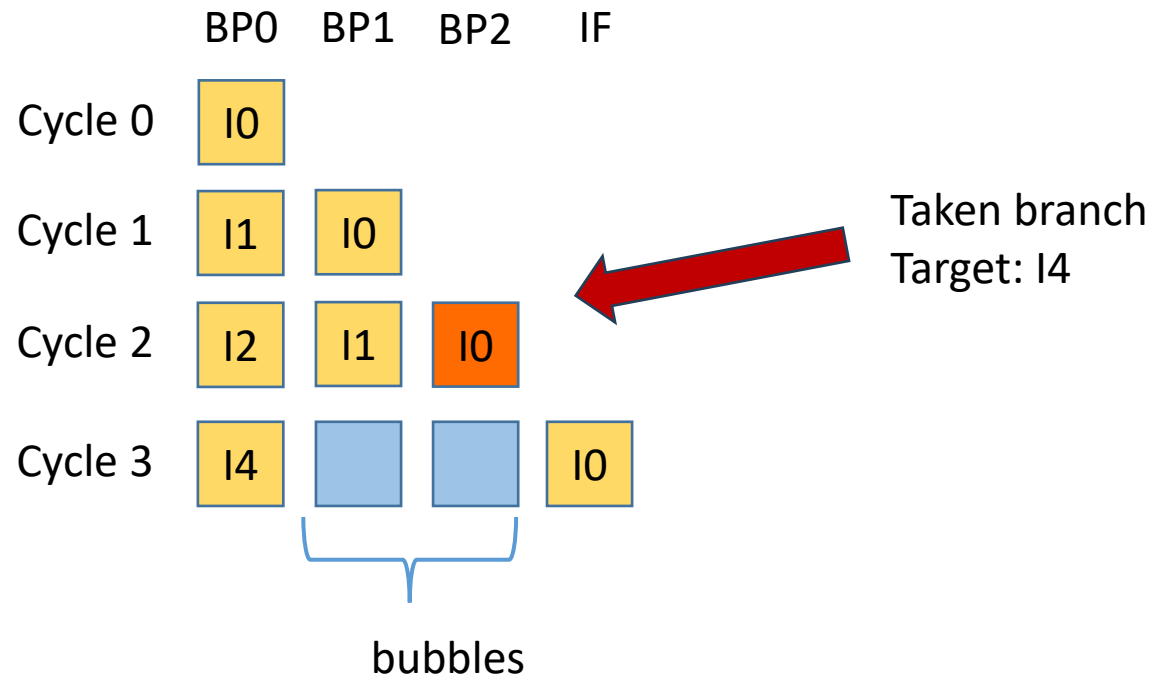 BP0 BP1 BP2 IF
Cycle 0 I0
Cycle 1 I1 I0
Taken branch
Target: I4
Cycle 2 I2 I1 I0
Cycle 3 I4 I0
bubbles